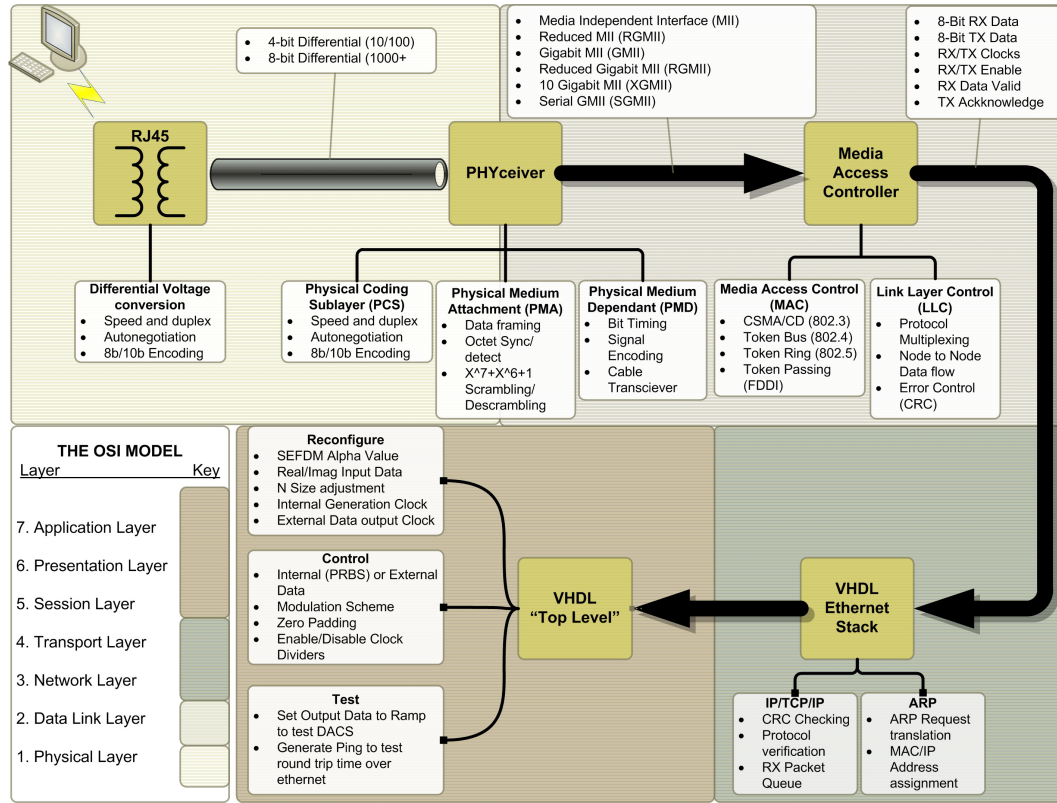 4-bit Differential (10/100)
8-bit Differential (1000+
Media Independent Interface (MII)
Reduced MII (RGMII)
Gigabit MII (GMII)
Reduced Gigabit MII (RGMII)
10 Gigabit MII (XGMII)
Serial GMII (SGMII)
8-Bit RX Data
8-Bit TX Data
RX/TX Clocks
RX/TX Enable
RX Data Valid
TX Ackknowledge
RJ45
PHYceiver
Media
Access
Controller
Differential Voltage
conversion
Speed and duplex
Autonegotiation
8b/10b Encoding
Physical Coding
Sublayer (PCS)
Speed and duplex
Autonegotiation
8b/10b Encoding
Physical Medium
Attachment (PMA)
Data framing
Octet Sync/
detect
X^7+X^6+1
Scrambling/
Descrambling
Physical Medium
Dependant (PMD)
Bit Timing
Signal
Encoding
Cable
Transciever
Media Access Control
(MAC)
CSMA/CD (802.3)
Token Bus (802.4)
Token Ring (802.5)
Token Passing
(FDDI)
Link Layer Control
(LLC)
Protocol
Multiplexing
Node to Node
Data flow
Error Control
(CRC)
THE OSI MODEL
Layer Key
7. Application Layer
6. Presentation Layer
5. Session Layer
4. Transport Layer
3. Network Layer
2. Data Link Layer
1. Physical Layer
Reconfigure
SEFDM Alpha Value
Real/Imag Input Data
N Size adjustment
Internal Generation Clock
External Data output Clock
Control
Internal (PRBS) or External
Data
Modulation Scheme
Zero Padding
Enable/Disable Clock
Dividers
Test
Set Output Data to Ramp
to test DACS
Generate Ping to test
round trip time over
ethernet
VHDL
“Top Level”
VHDL
Ethernet
Stack
IP/TCP/IP
CRC Checking
Protocol
verification
RX Packet
Queue
ARP
ARP Request
translation
MAC/IP
Address
assignment